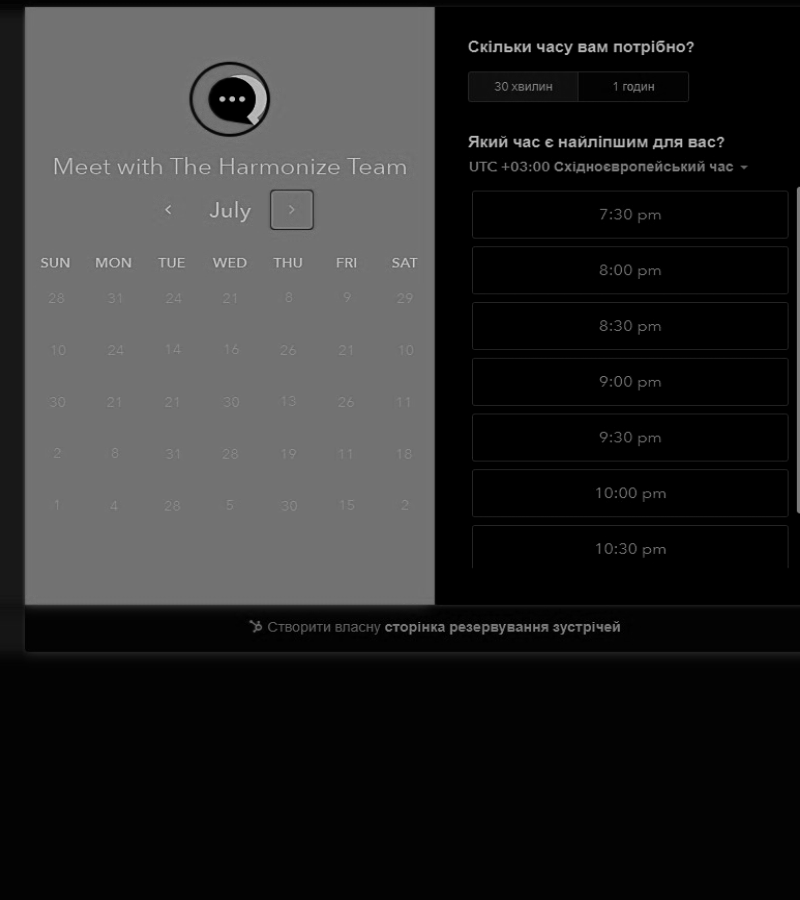 Meet with The Harmonize Team
July
SUN MON TUE WED THU FRI SAT
28 31 24 21 8 9 29
10 24 14 16 26 21 10
30 21 21 30 13 26 11
2 8 31 28 19 11 18
1 4 28 5 30 15 2
Скільки часу вам потрібно?
30 хвилин 1 годин
Який час є найліпшим для вас?
UTC +03:00 Східноєвропейський час
7:30 pm
8:00 pm
8:30 pm
9:00 pm
9:30 pm
10:00 pm
10:30 pm
Створити власну сторінка резервування зустрічей